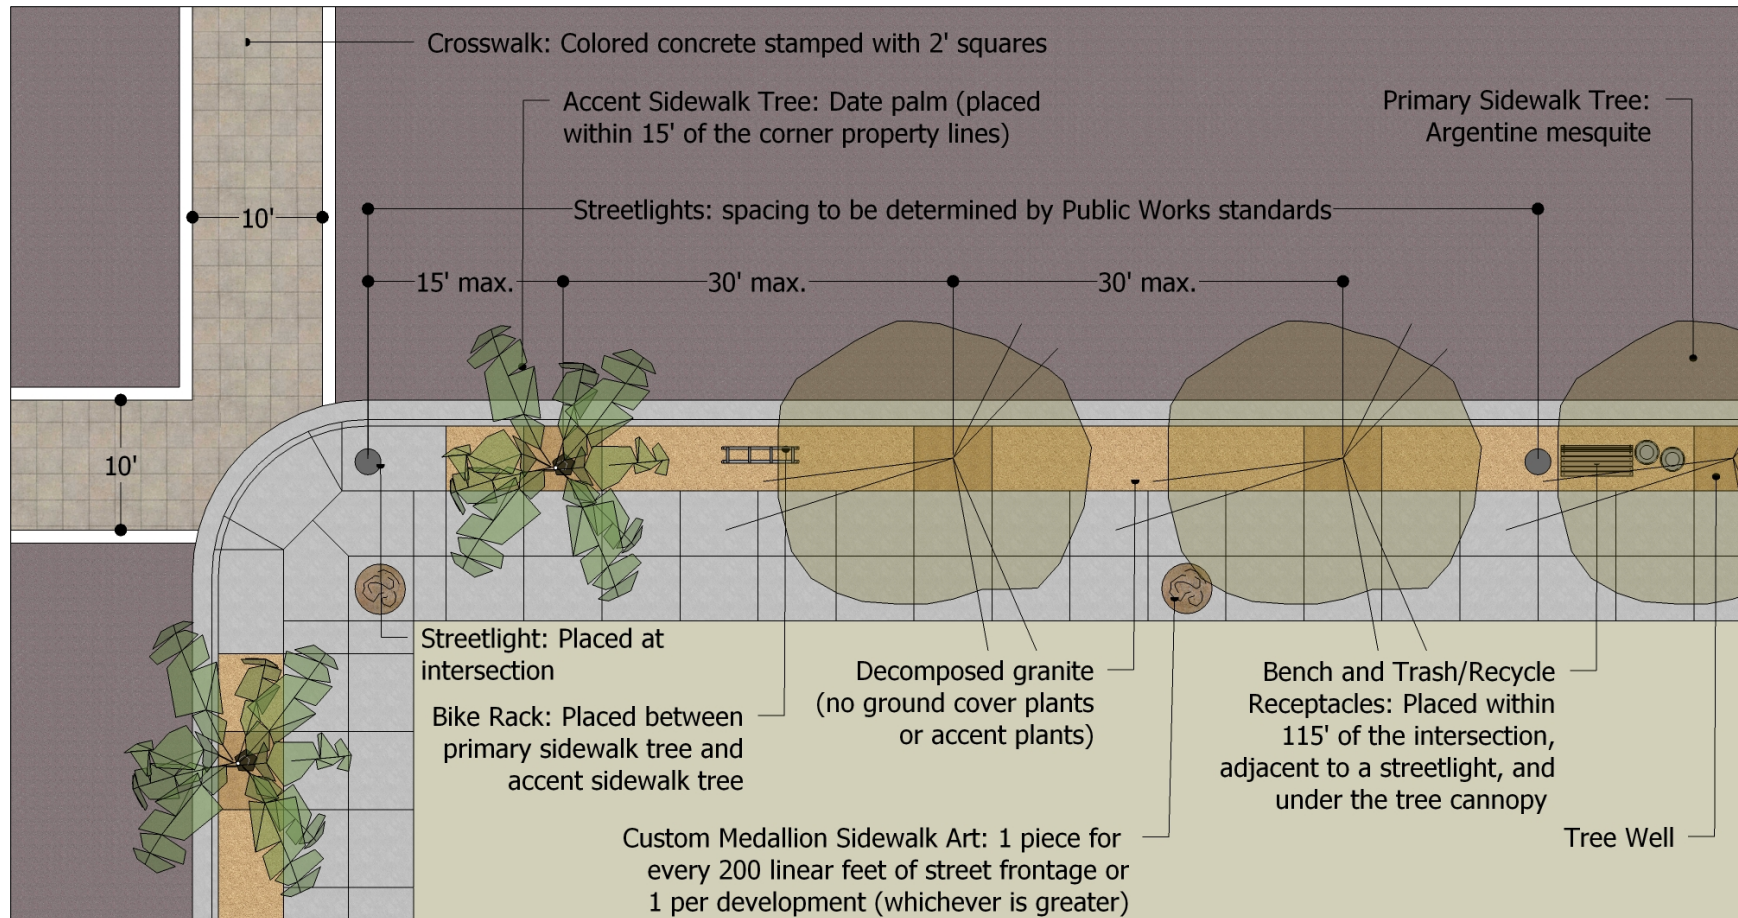 Crosswalk: Colored concrete stamped with 2' squares
Accent Sidewalk Tree: Date palm (placed
within 15' of the corner property lines)
Primary Sidewalk Tree:
Argentine mesquite
10'
Streetlights: spacing to be determined by Public Works standards
15' max.
30' max.
30' max.
10'
Streetlight: Placed at
intersection
Bike Rack: Placed between
primary sidewalk tree and
accent sidewalk tree
Decomposed granite
(no ground cover plants
or accent plants)
Bench and Trash/Recycle
Receptacles: Placed within
115' of the intersection,
adjacent to a streetlight, and
under the tree cannopy
Custom Medallion Sidewalk Art: 1 piece for
every 200 linear feet of street frontage or
1 per development (whichever is greater)
Tree Well